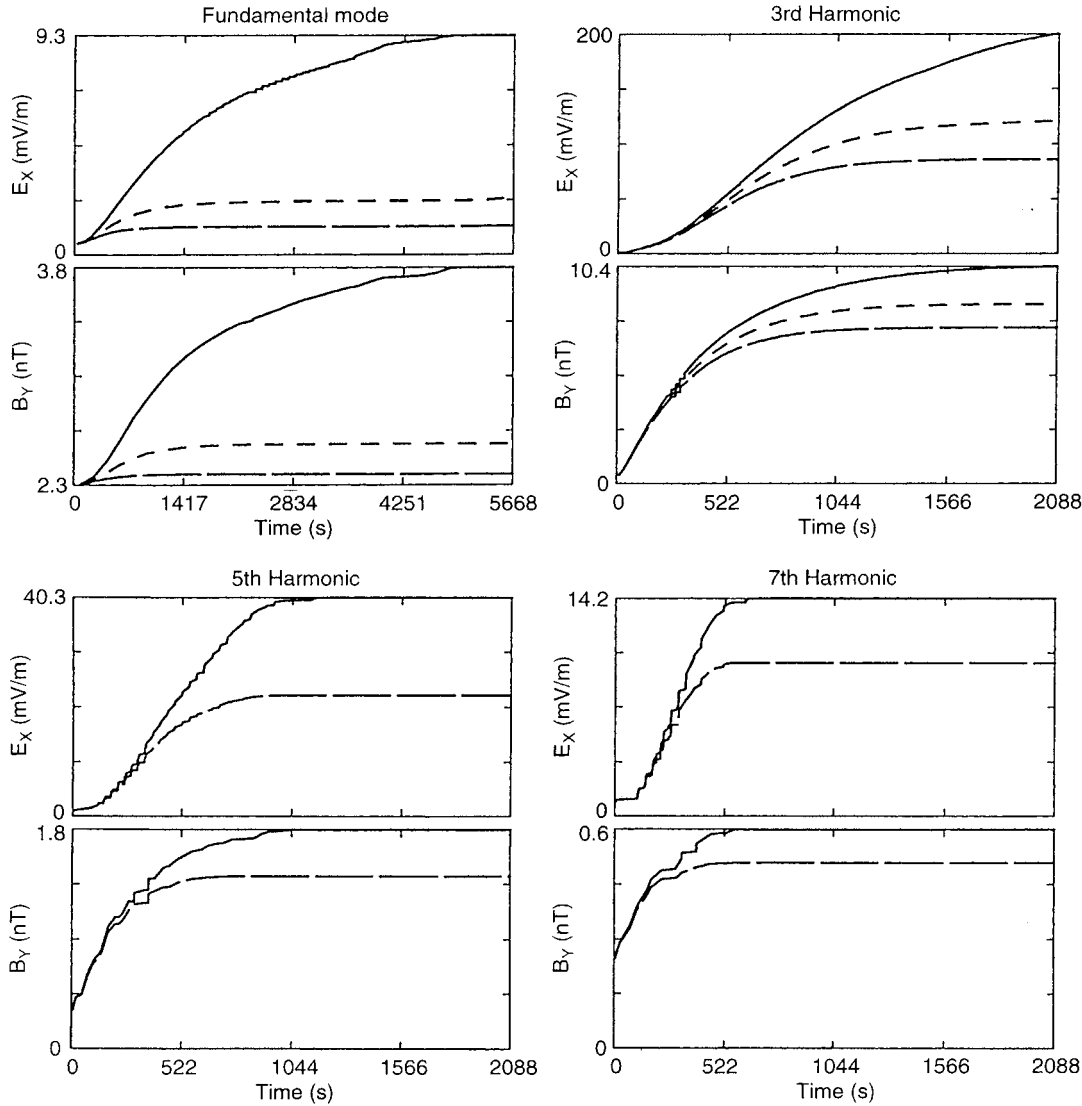 Fundamental mode
9.3
E_X (mV/m)
0
3.8
B_Y (nT)
2.3
0 1417 2834 4251 5668
Time (s)
3rd Harmonic
200
E_X (mV/m)
0
10.4
B_Y (nT)
0
0 522 1044 1566 2088
Time (s)
5th Harmonic
40.3
E_X (mV/m)
0
1.8
B_Y (nT)
0
0 522 1044 1566 2088
Time (s)
7th Harmonic
14.2
E_X (mV/m)
0
0.6
B_Y (nT)
0
0 522 1044 1566 2088
Time (s)